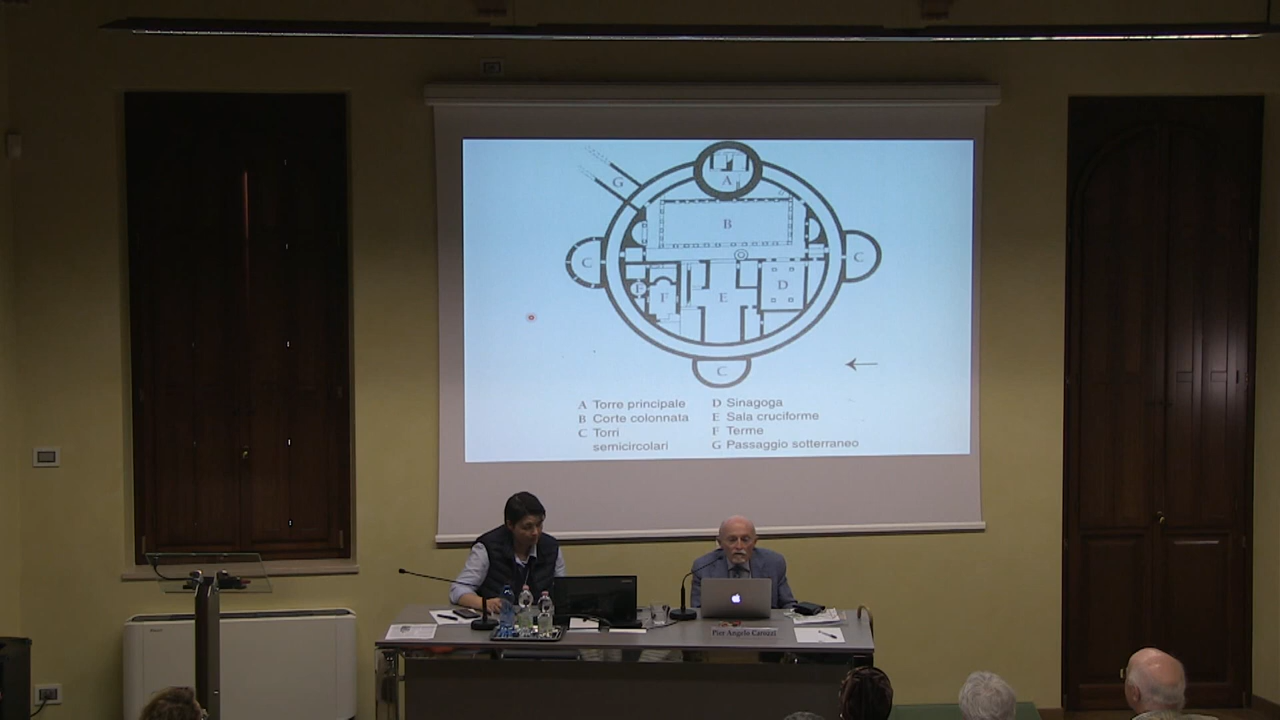 A
G
B
C
C
D
F
F
E
C
A Torre principale
B Corte colonnata
C Torri
semicircolari
D Sinagoga
E Sala cruciforme
F Terme
G Passaggio sotterraneo
Pier Angelo Carozzi